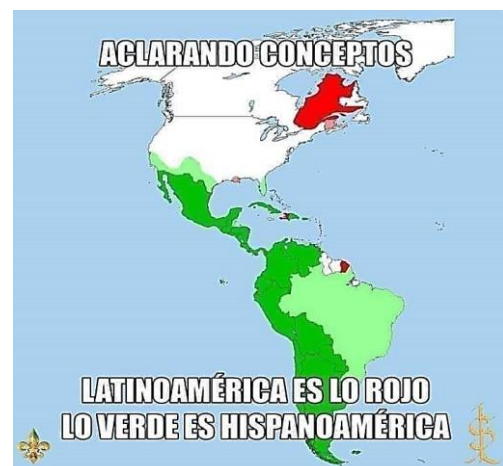 ACLARANDO CONCEPTOS
LATINOAMÉRICA ES LO ROJO
LO VERDE ES HISPANOAMÉRICA